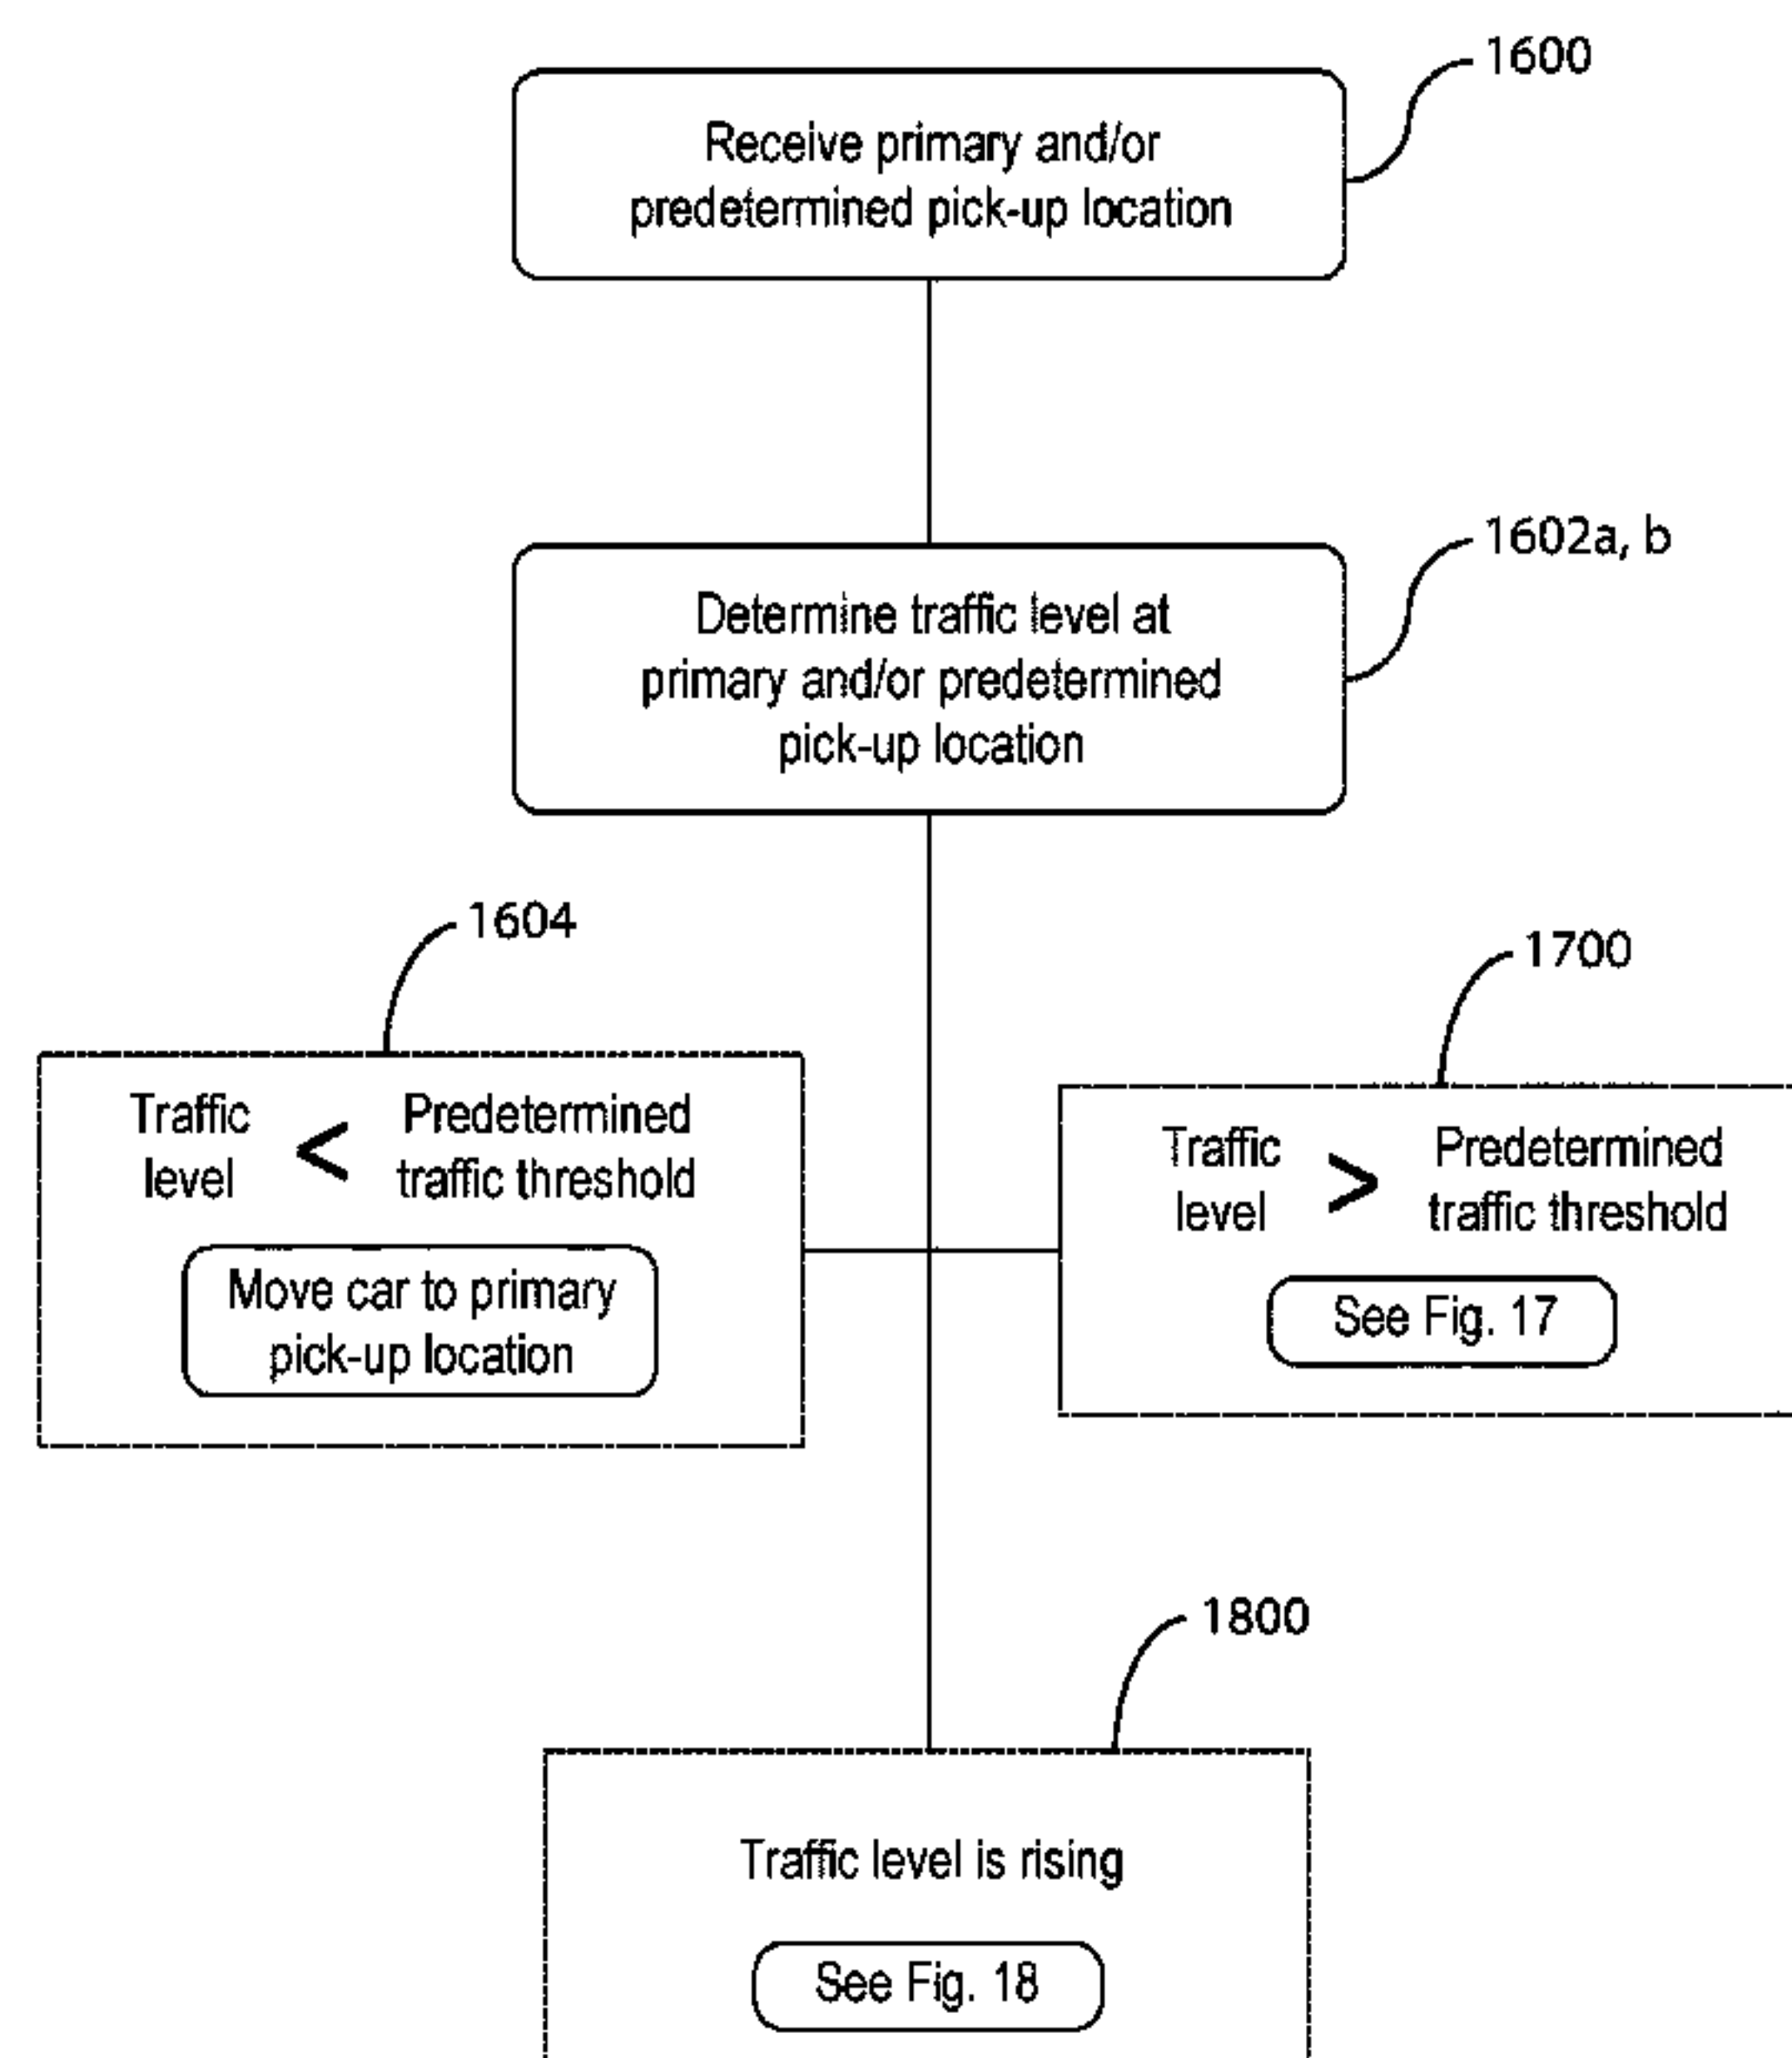 1600
Receive primary and/or
predetermined pick-up location
1602a, b
Determine traffic level at
primary and/or predetermined
pick-up location
1604
Traffic level < Predetermined traffic threshold
Move car to primary
pick-up location
1700
Traffic level > Predetermined traffic threshold
See Fig. 17
1800
Traffic level is rising
See Fig. 18